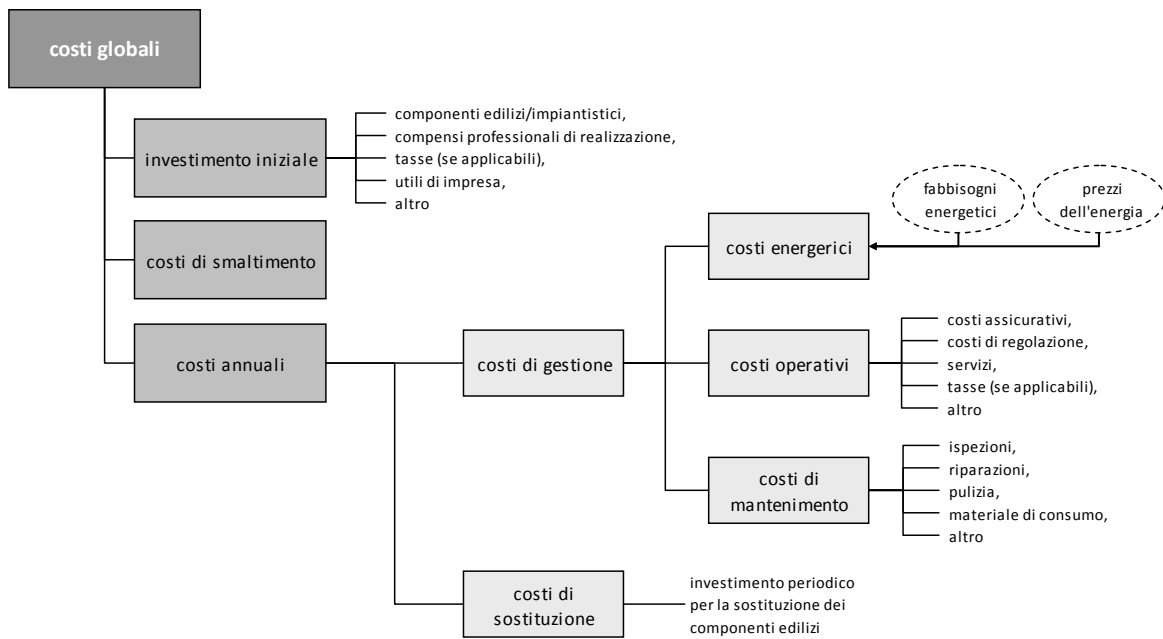 costi globali
investimento iniziale
componenti edilizi/impiantistici,
compensi professionali di realizzazione,
tasse (se applicabili),
utili di impresa,
altro
costi di smaltimento
costi annuali
costi di gestione
costi energerici
fabbisogni
energetici
prezzi
dell'energia
costi operativi
costi assicurativi,
costi di regolazione,
servizi,
tasse (se applicabili),
altro
costi di
mantenimento
ispezioni,
riparazioni,
pulizia,
materiale di consumo,
altro
costi di
sostituzione
investimento periodico
per la sostituzione dei
componenti edilizi